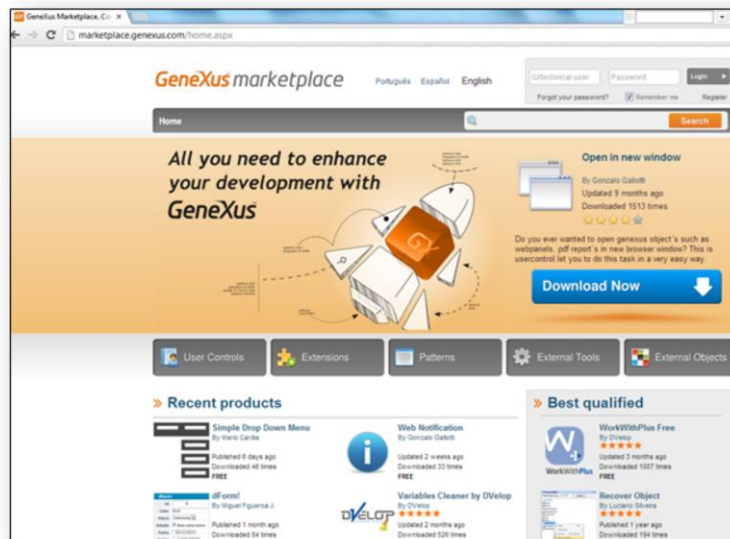 GeneXus Marketplace, Co
marketplace.genexus.com/home.aspx
GeneXus marketplace
Português Español English
GXtechnical user Password Login
Forgot your password? Remember me Register
Home
Search
All you need to enhance
your development with
GeneXus
Open in new window
By Gonzalo Gallotti
Updated 9 months ago
Downloaded 1513 times
Do you ever wanted to open genexus object's such as
webpanels, pdf report's in new browser window? This is
usercontrol let you to do this task in a very easy way.
Download Now
User Controls Extensions Patterns External Tools External Objects
» Recent products
Simple Drop Down Menu
By Mario Cardia
Published 6 days ago
Downloaded 46 times
FREE
Web Notification
By Gonzalo Gallotti
Updated 2 weeks ago
Downloaded 33 times
FREE
dForm!
By Miguel Figueroa J.
Published 1 month ago
Downloaded 84 times
DVELOP
Variables Cleaner by DVelop
By DVelop
Updated 2 months ago
Downloaded 526 times
» Best qualified
WorkWithPlus
WorkWithPlus Free
By DVelop
Updated 3 months ago
Downloaded 1007 times
FREE
Recover Object
By Luciano Silveira
Published 1 year ago
Downloaded 194 times